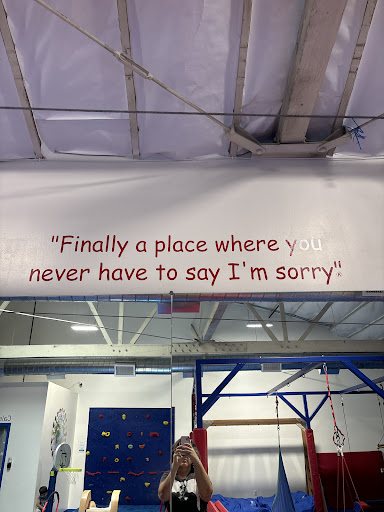 "Finally a place where you
never have to say I'm sorry"®